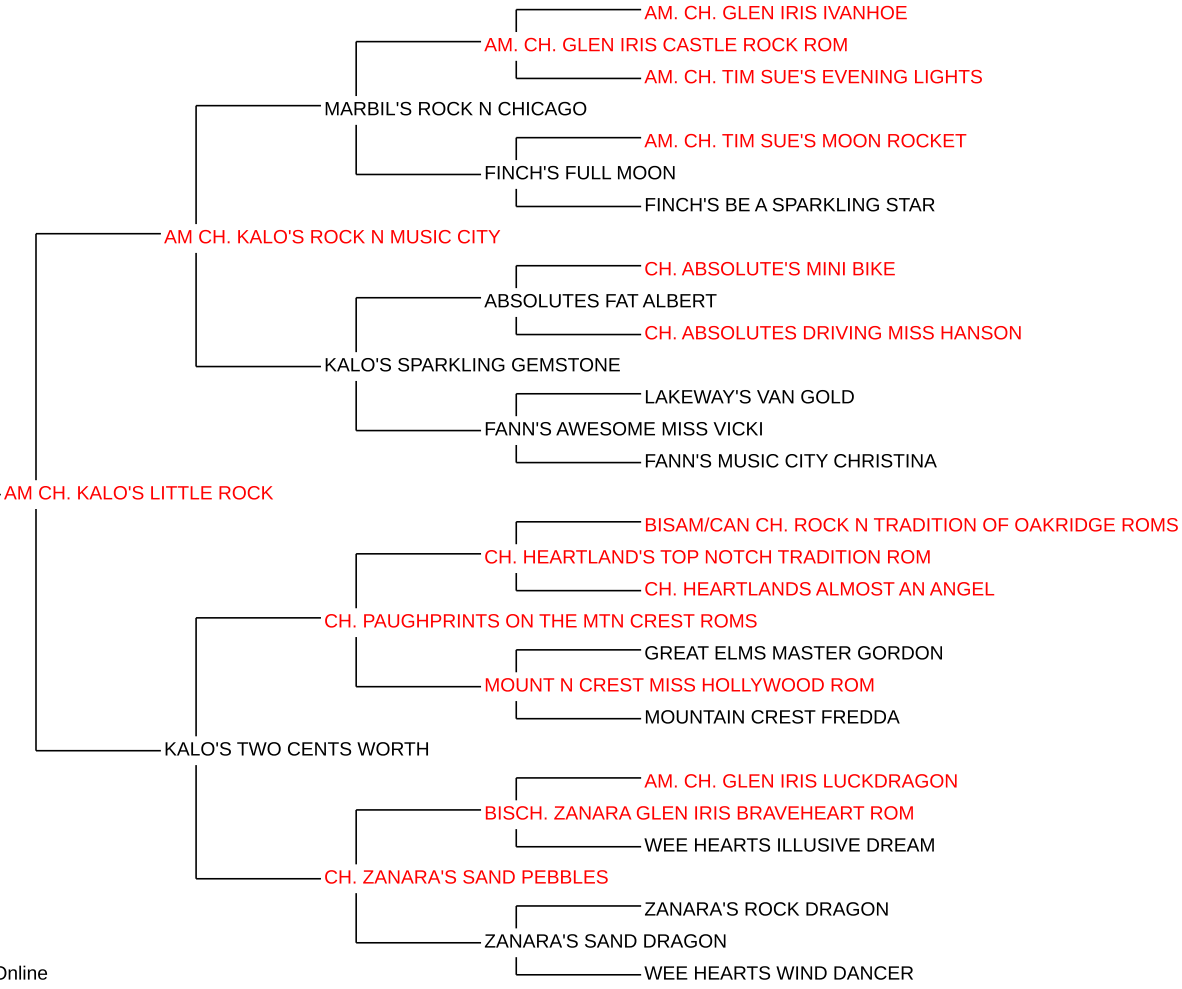 AM. CH. GLEN IRIS IVANHOE
AM. CH. GLEN IRIS CASTLE ROCK ROM
AM. CH. TIM SUE'S EVENING LIGHTS
MARBIL'S ROCK N CHICAGO
AM. CH. TIM SUE'S MOON ROCKET
FINCH'S FULL MOON
FINCH'S BE A SPARKLING STAR
AM CH. KALO'S ROCK N MUSIC CITY
CH. ABSOLUTE'S MINI BIKE
ABSOLUTES FAT ALBERT
CH. ABSOLUTES DRIVING MISS HANSON
KALO'S SPARKLING GEMSTONE
LAKEWAY'S VAN GOLD
FANN'S AWESOME MISS VICKI
FANN'S MUSIC CITY CHRISTINA
AM CH. KALO'S LITTLE ROCK
BISAM/CAN CH. ROCK N TRADITION OF OAKRIDGE ROMS
CH. HEARTLAND'S TOP NOTCH TRADITION ROM
CH. HEARTLANDS ALMOST AN ANGEL
CH. PAUGHPRINTS ON THE MTN CREST ROMS
GREAT ELMS MASTER GORDON
MOUNT N CREST MISS HOLLYWOOD ROM
MOUNTAIN CREST FREDDA
KALO'S TWO CENTS WORTH
AM. CH. GLEN IRIS LUCKDRAGON
BISCH. ZANARA GLEN IRIS BRAVEHEART ROM
WEE HEARTS ILLUSIVE DREAM
CH. ZANARA'S SAND PEBBLES
ZANARA'S ROCK DRAGON
ZANARA'S SAND DRAGON
WEE HEARTS WIND DANCER
Online